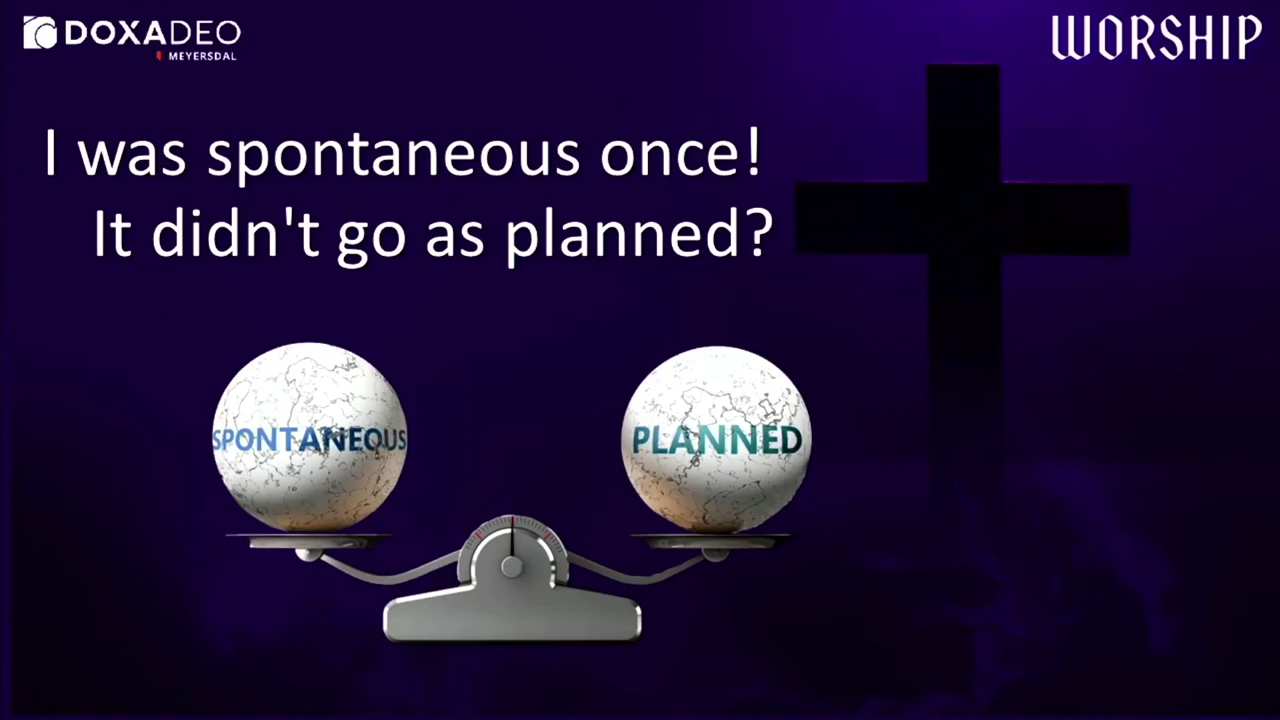 DOXADEO
MEYERSDAL
WORSHIP
I was spontaneous once!
It didn't go as planned?
SPONTANEOUS
PLANNED